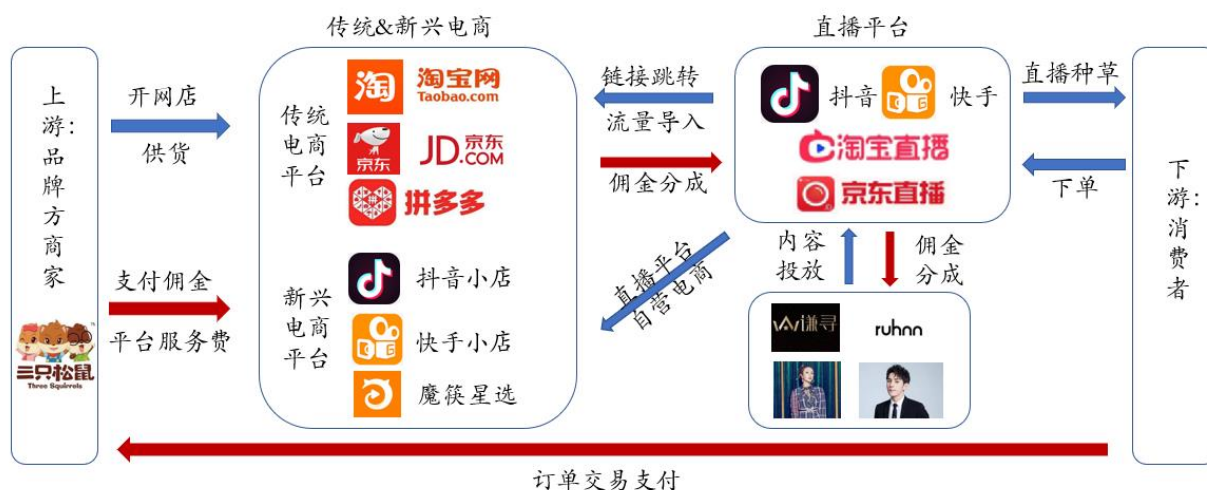 传统&新兴电商
直播平台
上游:品牌方商家
三只松鼠
Three Squirrels
开网店
供货
支付佣金
平台服务费
传统电商平台
淘
淘宝网
Taobao.com
京东
JD.京东
.COM
拼多多
新兴电商平台
抖音小店
快手小店
魔筷星选
链接跳转
流量导入
佣金分成
直播平台
自营电商
抖音
快手
淘宝直播
京东直播
内容
投放
佣金
分成
谦寻
ruhnn
直播种草
下单
下游:消费者
订单交易支付